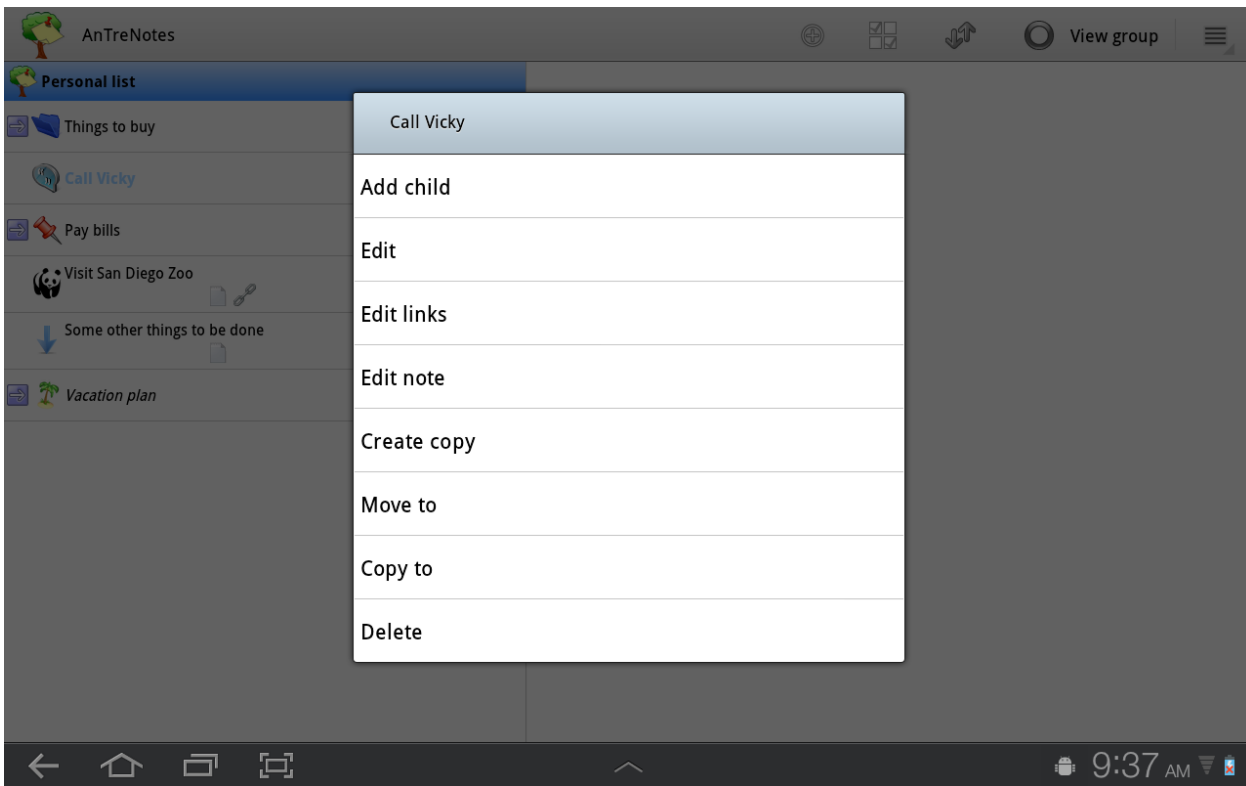 AnTreNotes
View group
Personal list
Things to buy
Call Vicky
Pay bills
Visit San Diego Zoo
Some other things to be done
Vacation plan
Call Vicky
Add child
Edit
Edit links
Edit note
Create copy
Move to
Copy to
Delete
9:37 AM